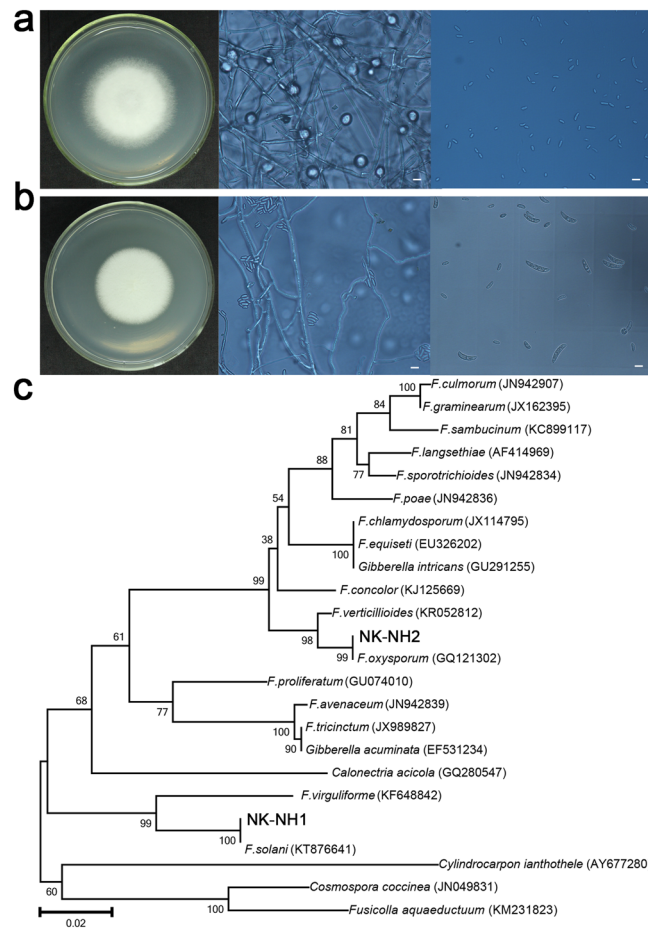 a
b
c
100
F.culmorum (JN942907)
84
F.graminearum (JX162395)
81
F.sambucinum (KC899117)
88
F.langsethiae (AF414969)
77
F.sporotrichioides (JN942834)
54
F.poae (JN942836)
38
F.chlamydosporum (JX114795)
F.equiseti (EU326202)
100
Gibberella intricans (GU291255)
99
F.concolor (KJ125669)
F.verticillioides (KR052812)
98
NK-NH2
61
99
F.oxysporum (GQ121302)
F.proliferatum (GU074010)
68
77
F.avenaceum (JN942839)
100
F.tricinctum (JX989827)
90
Gibberella acuminata (EF531234)
Calonectria acicola (GQ280547)
F.virguliforme (KF648842)
99
NK-NH1
100
F.solani (KT876641)
Cylindrocarpon ianthothele (AY677280
60
Cosmospora coccinea (JN049831)
100
Fusicolla aquaeductuum (KM231823)
0.02